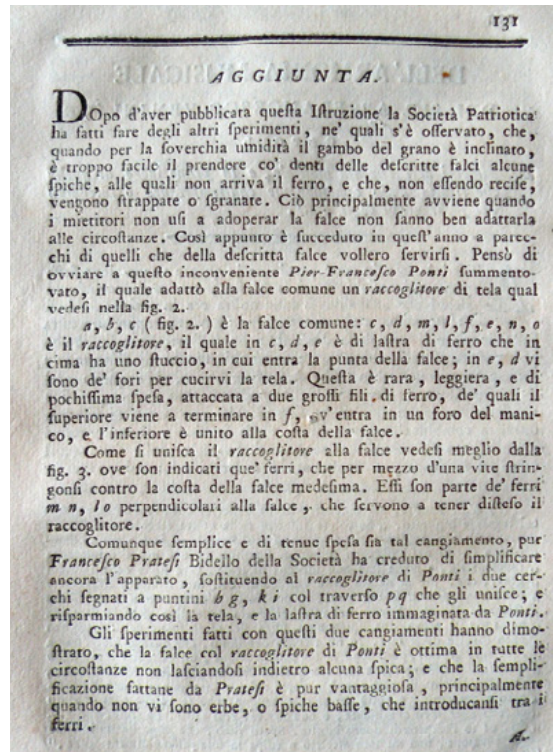 131
AGGIUNTA.
DOpo d'aver pubblicata queſta Iſtruzione la Società Patriotica
ha fatti fare degli altri ſperimenti, ne' quali s'è oſſervato, che,
quando per la ſoverchia umidità il gambo del grano è inclinato,
è troppo facile il prendere co' denti delle deſcritte falci alcune
ſpiche, alle quali non arriva il ferro, e che, non eſſendo reciſe,
vengono ſtrappate o ſgranate. Ciò principalmente avviene quando
i mietitori non uſi a adoperar la falce non ſanno ben adattarla
alle circoſtanze. Così appunto è ſucceduto in queſt'anno a parec-
chi di quelli che della deſcritta falce vollero ſervirſi. Pensò di
ovviare a queſto inconveniente Pier-Franceſco Ponti ſummento-
vato, il quale adattò alla falce comune un raccoglitore di tela qual
vedeſi nella fig. 2.
a, b, c ( fig. 2. ) è la falce comune: c, d, m, l, f, e, n, o
è il raccoglitore, il quale in c, d, e è di laſtra di ferro che in
cima ha uno ſtuccio, in cui entra la punta della falce; in e, d vi
ſono de' fori per cucirvi la tela. Queſta è rara, leggiera, e di
pochiſſima ſpeſa, attaccata a due groſſi fili di ferro, de' quali il
ſuperiore viene a terminare in f, ov'entra in un foro del mani-
co, e l'inferiore è unito alla coſta della falce.
Come ſi uniſca il raccoglitore alla falce vedeſi meglio dalla
fig. 3. ove ſon indicati que' ferri, che per mezzo d'una vite ſtrin-
gonſi contro la coſta della falce medeſima. Eſſi ſon parte de' ferri
m n, l o perpendicolari alla falce, che ſervono a tener diſteſo il
raccoglitore.
Comunque ſemplice e di tenue ſpeſa ſia tal cangiamento, pur
Franceſco Prateſi Bidello della Società ha creduto di ſimplificare
ancora l'apparato, ſoſtituendo al raccoglitore di Ponti i due cer-
chi ſegnati a puntini b g, k i col traverſo p q che gli uniſce; e
riſparmiando così la tela, e la laſtra di ferro immaginata da Ponti.
Gli ſperimenti fatti con queſti due cangiamenti hanno dimo-
ſtrato, che la falce col raccoglitore di Ponti è ottima in tutte le
circoſtanze non laſciandoſi indietro alcuna ſpica; e che la ſempli-
ficazione fattane da Prateſi è pur vantaggioſa, principalmente
quando non vi ſono erbe, o ſpiche baſſe, che introducanſi tra i
ferri.